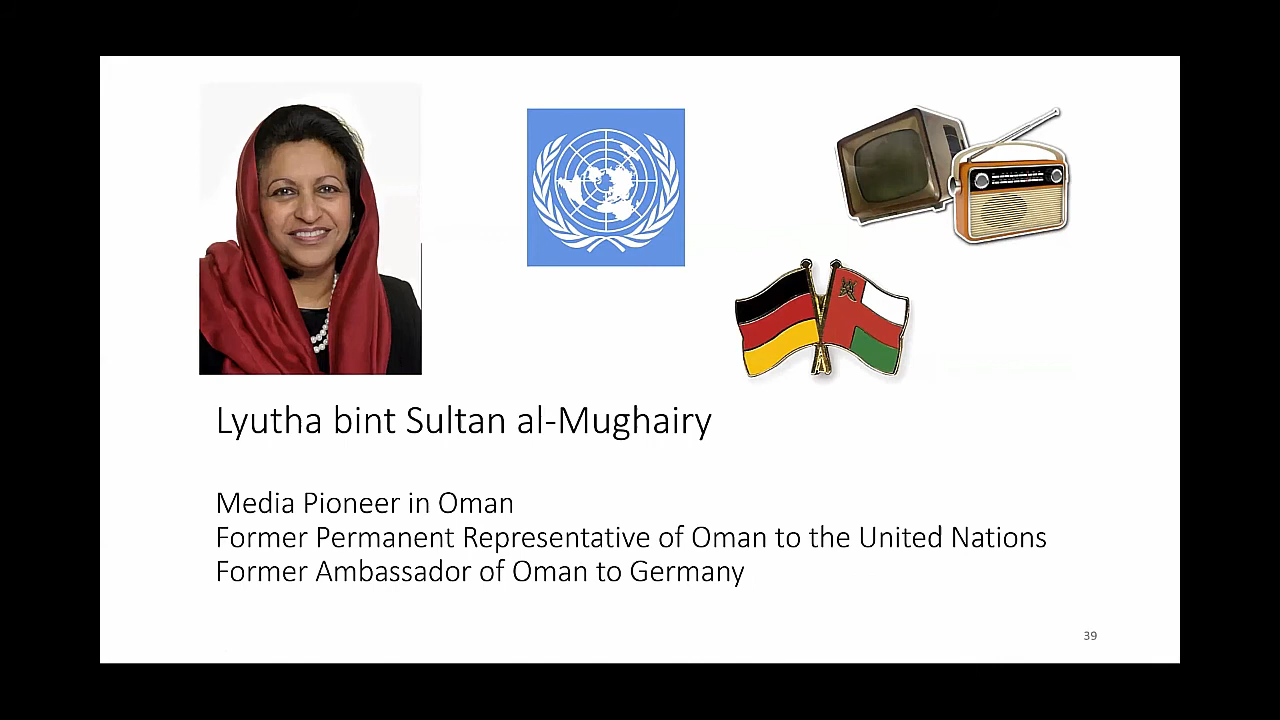 Lyutha bint Sultan al-Mughairy
Media Pioneer in Oman
Former Permanent Representative of Oman to the United Nations
Former Ambassador of Oman to Germany
39